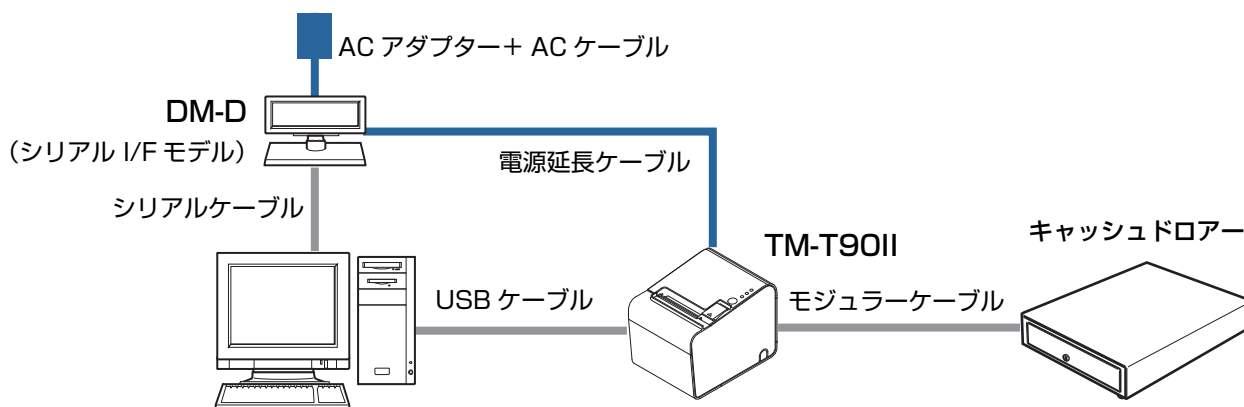 AC アダプター＋ AC ケーブル
DM-D
（シリアル I/F モデル）
電源延長ケーブル
シリアルケーブル
TM-T90II
キャッシュドロアー
USB ケーブル
モジュラーケーブル